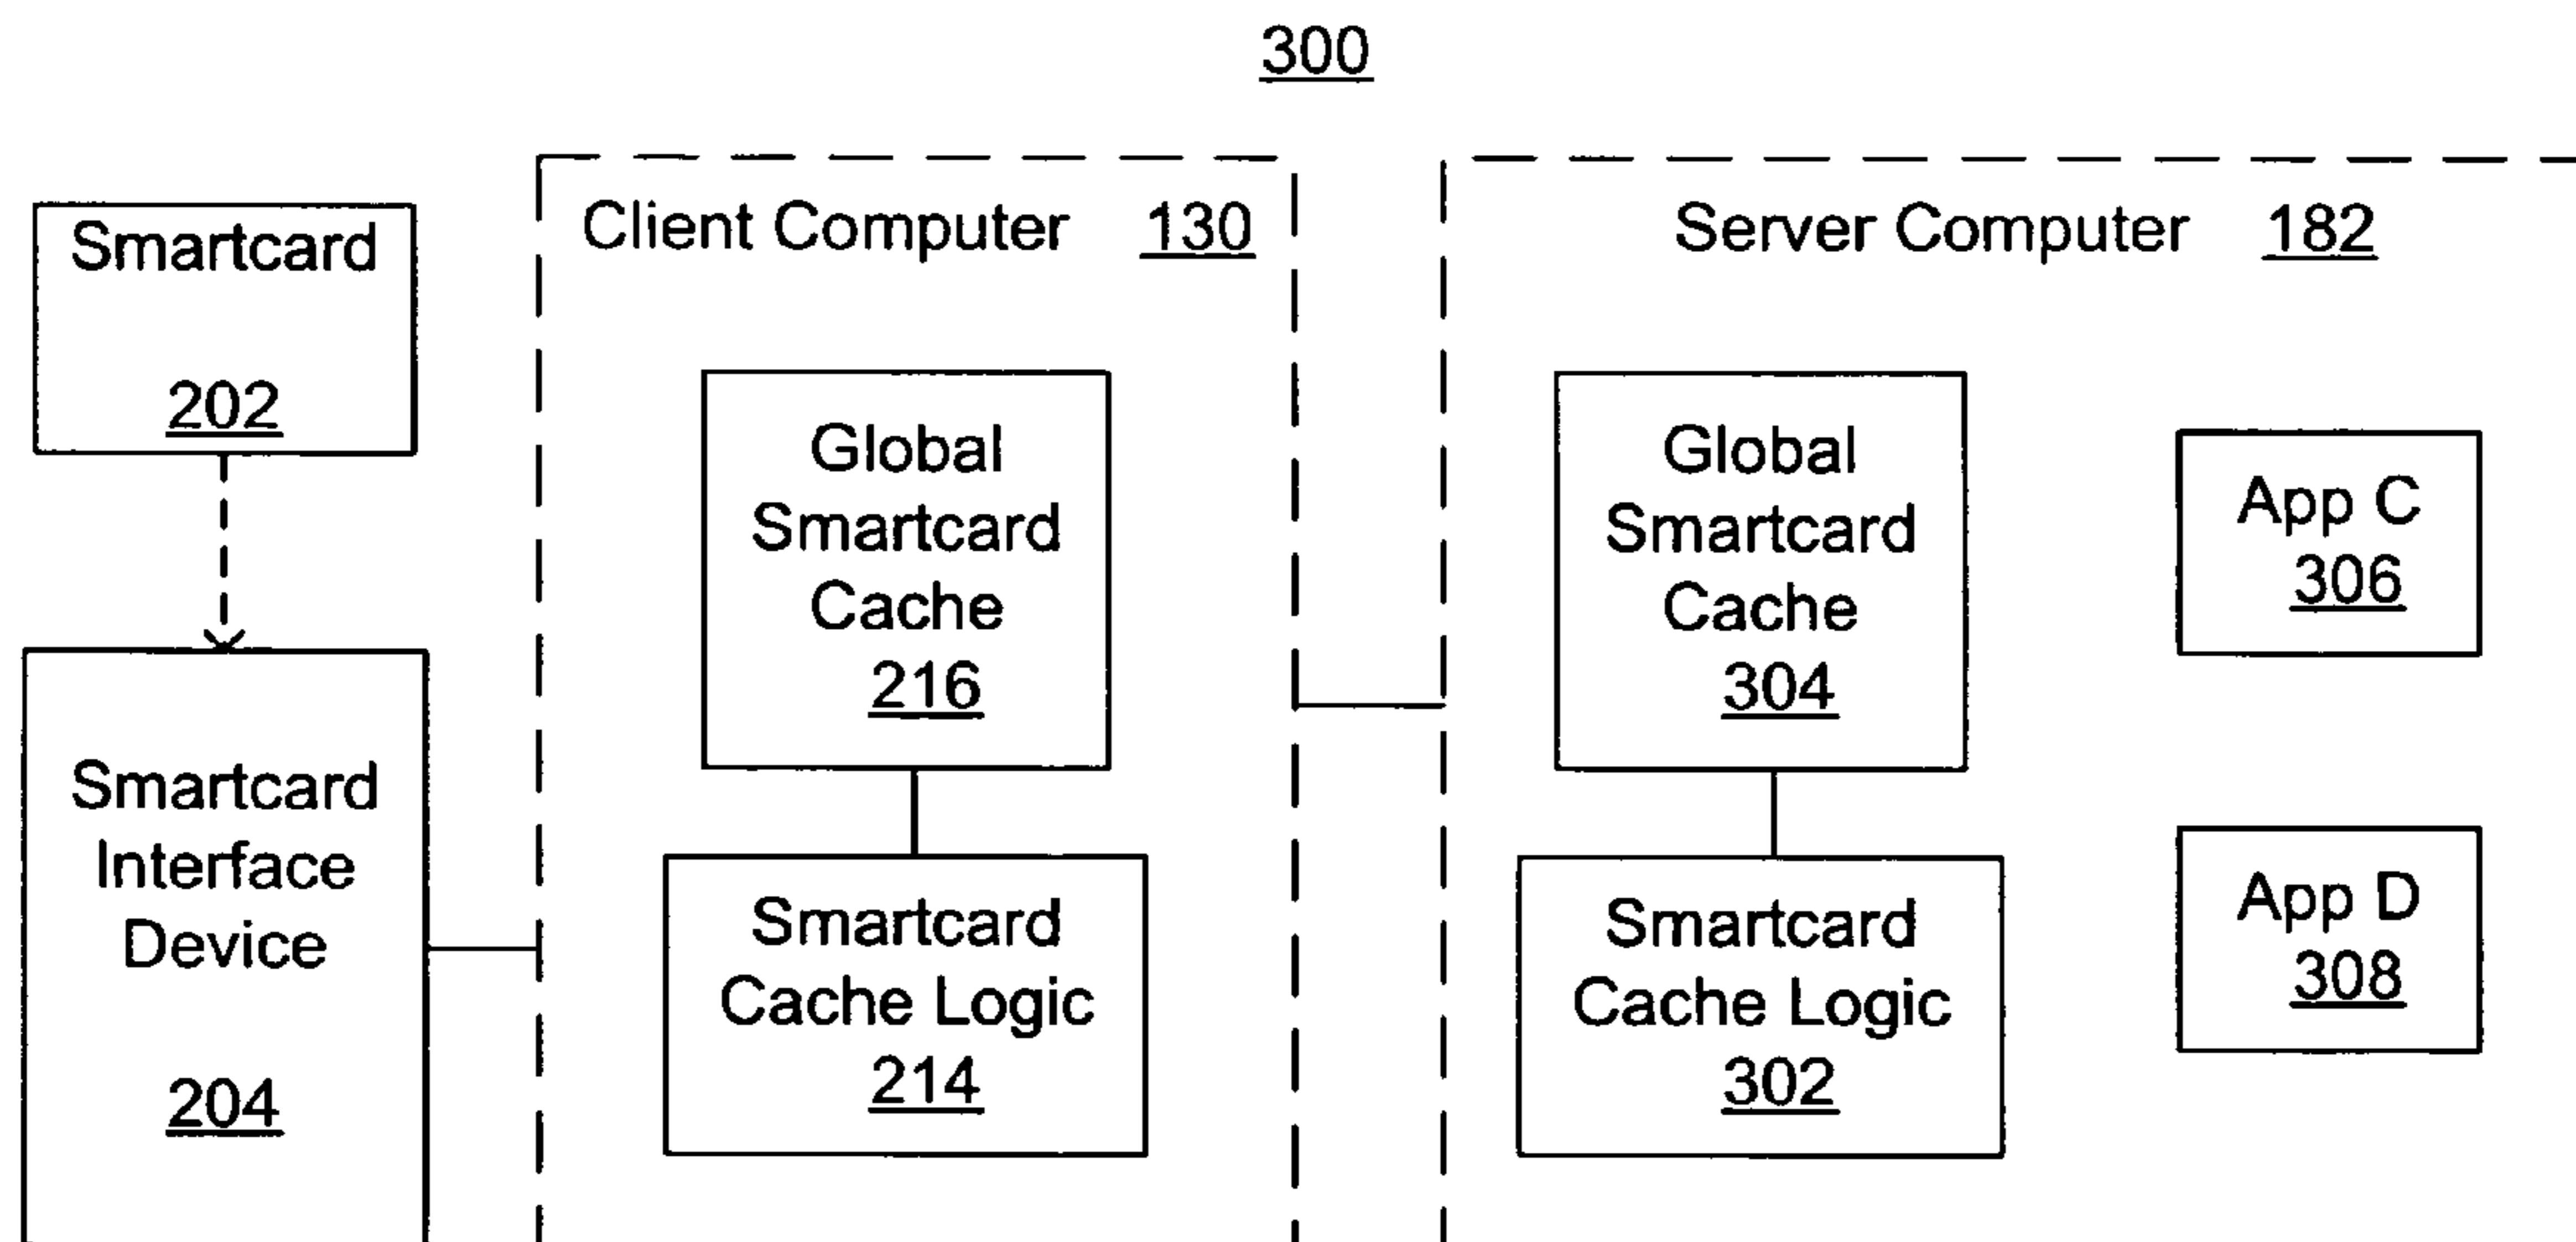 300
Smartcard
202
Smartcard
Interface
Device
204
Client Computer 130
Global
Smartcard
Cache
216
Smartcard
Cache Logic
214
Server Computer 182
Global
Smartcard
Cache
304
Smartcard
Cache Logic
302
App C
306
App D
308